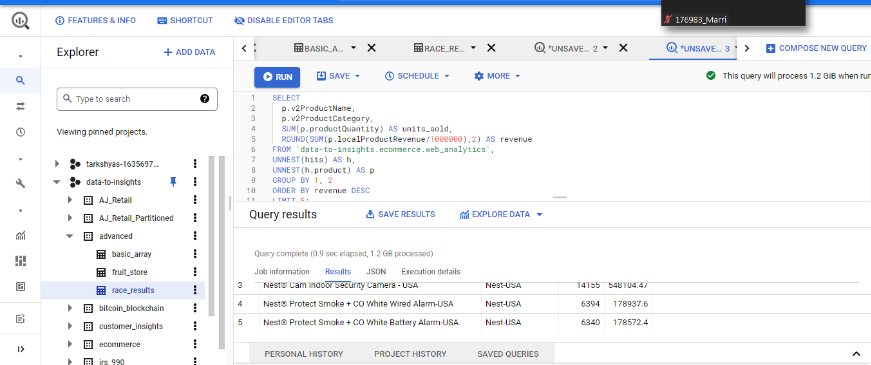 176983_Marri
FEATURES & INFO
SHORTCUT
DISABLE EDITOR TABS
Explorer
+ ADD DATA
BASIC_A...
RACE_RE...
*UNSAVE... 2
*UNSAVE... 3
COMPOSE NEW QUERY
RUN
SAVE
SCHEDULE
MORE
This query will process 1.2 GiB when run
Type to search
Viewing pinned projects.
tarkshyas-1635697...
data-to-insights
AJ_Retail
AJ_Retail_Partitioned
advanced
basic_array
fruit_store
race_results
bitcoin_blockchain
customer_insights
ecommerce
irs_990
1 SELECT
2 p.v2ProductName,
3 p.v2ProductCategory,
4 SUM(p.productQuantity) AS units_sold,
5 ROUND(SUM(p.localProductRevenue/1000000),2) AS revenue
6 FROM `data-to-insights.ecommerce.web_analytics`,
7 UNNEST(hits) AS h,
8 UNNEST(h.product) AS p
9 GROUP BY 1, 2
10 ORDER BY revenue DESC
11 LIMIT 5;
Query results
SAVE RESULTS
EXPLORE DATA
Query complete (0.9 sec elapsed, 1.2 GB processed)
Job information
Results
JSON
Execution details
3 Nest® Cam Indoor Security Camera - USA Nest-USA 14155 548104.47
4 Nest® Protect Smoke + CO White Wired Alarm-USA Nest-USA 6394 178937.6
5 Nest® Protect Smoke + CO White Battery Alarm-USA Nest-USA 6340 178572.4
PERSONAL HISTORY
PROJECT HISTORY
SAVED QUERIES